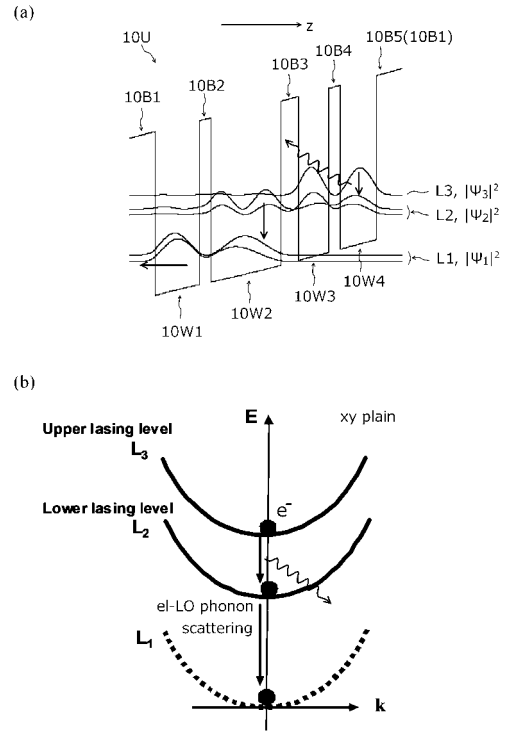 (a)
z
10U
10B1
10B2
10B3
10B4
10B5(10B1)
L3, |Ψ₃|²
L2, |Ψ₂|²
L1, |Ψ₁|²
10W1
10W2
10W3
10W4
(b)
E
xy plain
Upper lasing level
L₃
e⁻
Lower lasing level
L₂
el-LO phonon
scattering
L₁
k